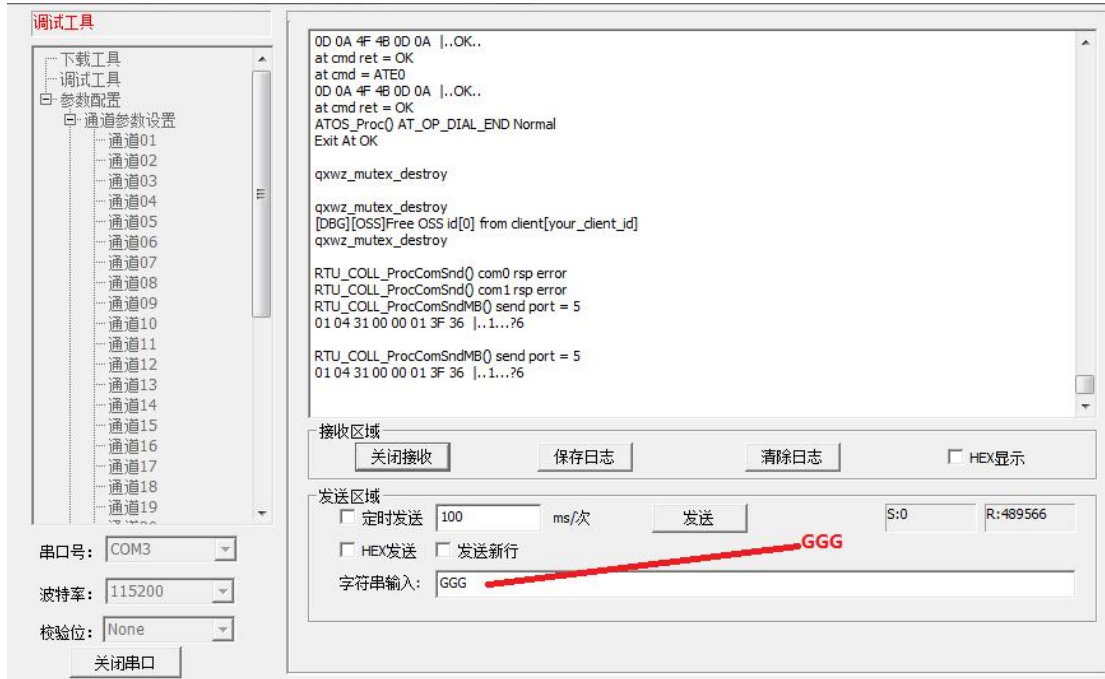 调试工具
下载工具
调试工具
参数配置
通道参数设置
通道01
通道02
通道03
通道04
通道05
通道06
通道07
通道08
通道09
通道10
通道11
通道12
通道13
通道14
通道15
通道16
通道17
通道18
通道19
串口号： COM3
波特率： 115200
校验位： None
关闭串口
0D 0A 4F 4B 0D 0A |..OK..
at cmd ret = OK
at cmd = ATE0
0D 0A 4F 4B 0D 0A |..OK..
at cmd ret = OK
ATOS_Proc() AT_OP_DIAL_END Normal
Exit At OK
qxwz_mutex_destroy
qxwz_mutex_destroy
[DBG][OSS]Free OSS id[0] from client[your_client_id]
qxwz_mutex_destroy
RTU_COLL_ProcComSnd() com0 rsp error
RTU_COLL_ProcComSnd() com1 rsp error
RTU_COLL_ProcComSndMB() send port = 5
01 04 31 00 00 01 3F 36 |..1...?6
RTU_COLL_ProcComSndMB() send port = 5
01 04 31 00 00 01 3F 36 |..1...?6
接收区域
关闭接收 保存日志 清除日志 HEX显示
发送区域
定时发送 100 ms/次 发送 S:0 R:489566
HEX发送 发送新行 GGG
字符串输入: GGG